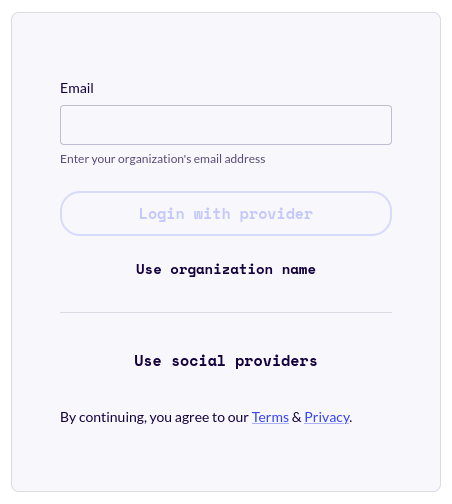 Email
Enter your organization's email address
Login with provider
Use organization name
Use social providers
By continuing, you agree to our Terms & Privacy.